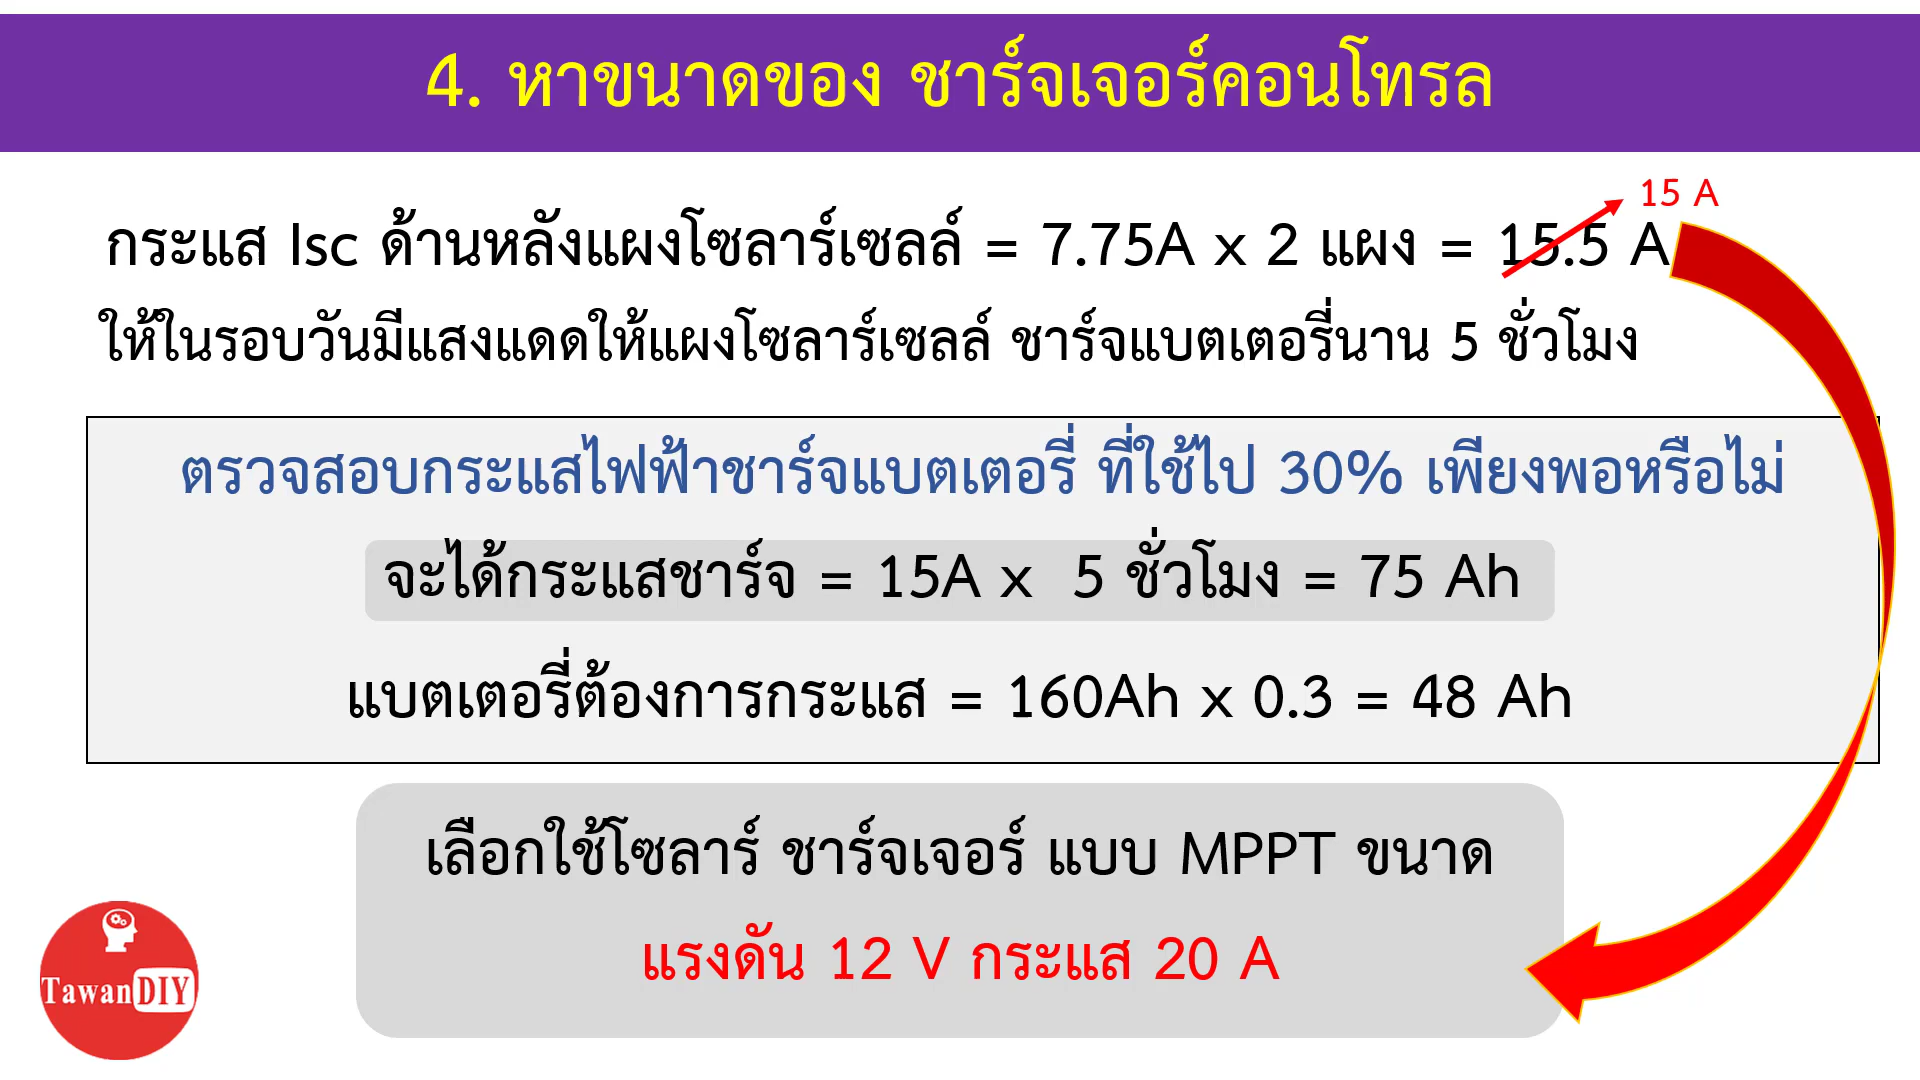 4. หาขนาดของ ชาร์จเจอร์คอนโทรล
15 A
กระแส Isc ด้านหลังแผงโซลาร์เซลล์ = 7.75A x 2 แผง = 15.5 A
ให้ในรอบวันมีแสงแดดให้แผงโซลาร์เซลล์ ชาร์จแบตเตอรี่นาน 5 ชั่วโมง
ตรวจสอบกระแสไฟฟ้าชาร์จแบตเตอรี่ ที่ใช้ไป 30% เพียงพอหรือไม่
จะได้กระแสชาร์จ = 15A x 5 ชั่วโมง = 75 Ah
แบตเตอรี่ต้องการกระแส = 160Ah x 0.3 = 48 Ah
เลือกใช้โซลาร์ ชาร์จเจอร์ แบบ MPPT ขนาด
แรงดัน 12 V กระแส 20 A
TawanDIY